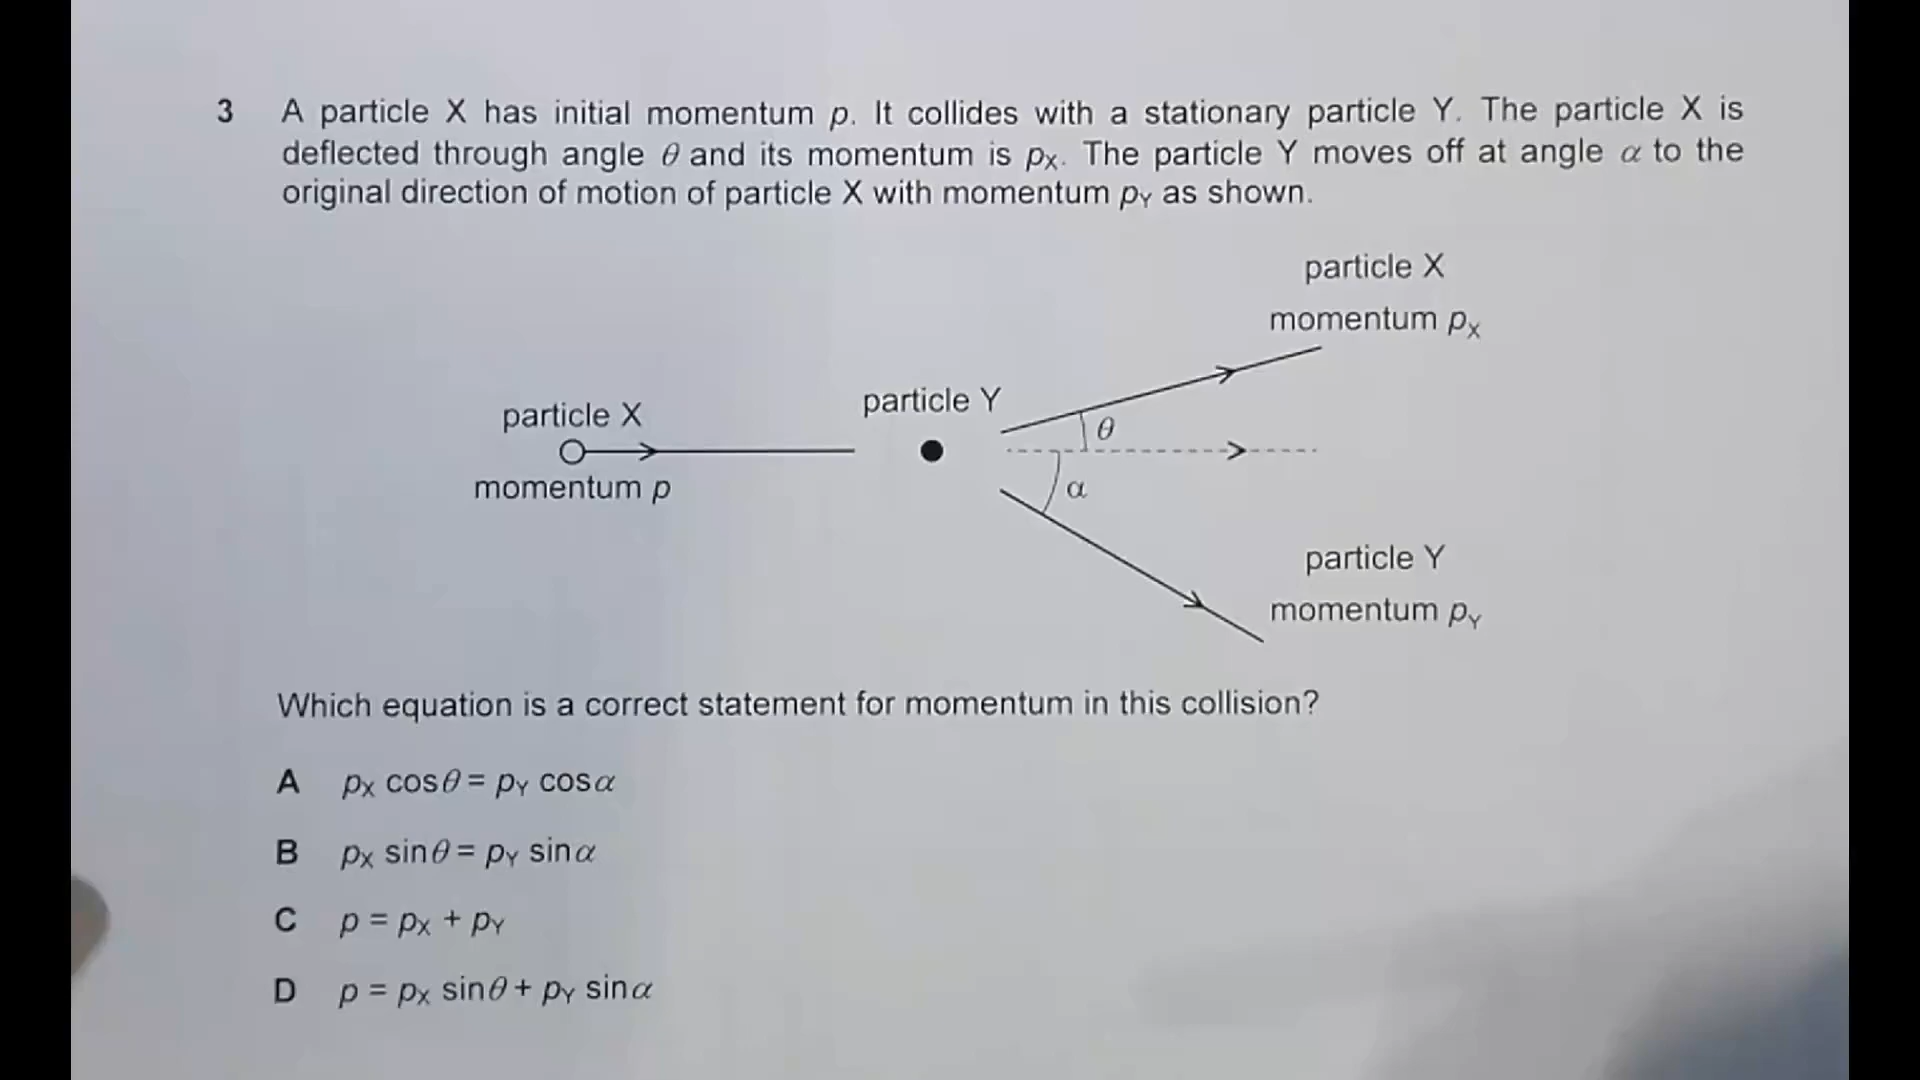 3 A particle X has initial momentum p. It collides with a stationary particle Y. The particle X is
deflected through angle θ and its momentum is pX. The particle Y moves off at angle α to the
original direction of motion of particle X with momentum pY as shown.
particle X
momentum pX
particle Y
particle X
θ
momentum p
α
particle Y
momentum pY
Which equation is a correct statement for momentum in this collision?
A pX cosθ = pY cosα
B pX sinθ = pY sinα
C p = pX + pY
D p = pX sinθ + pY sinα